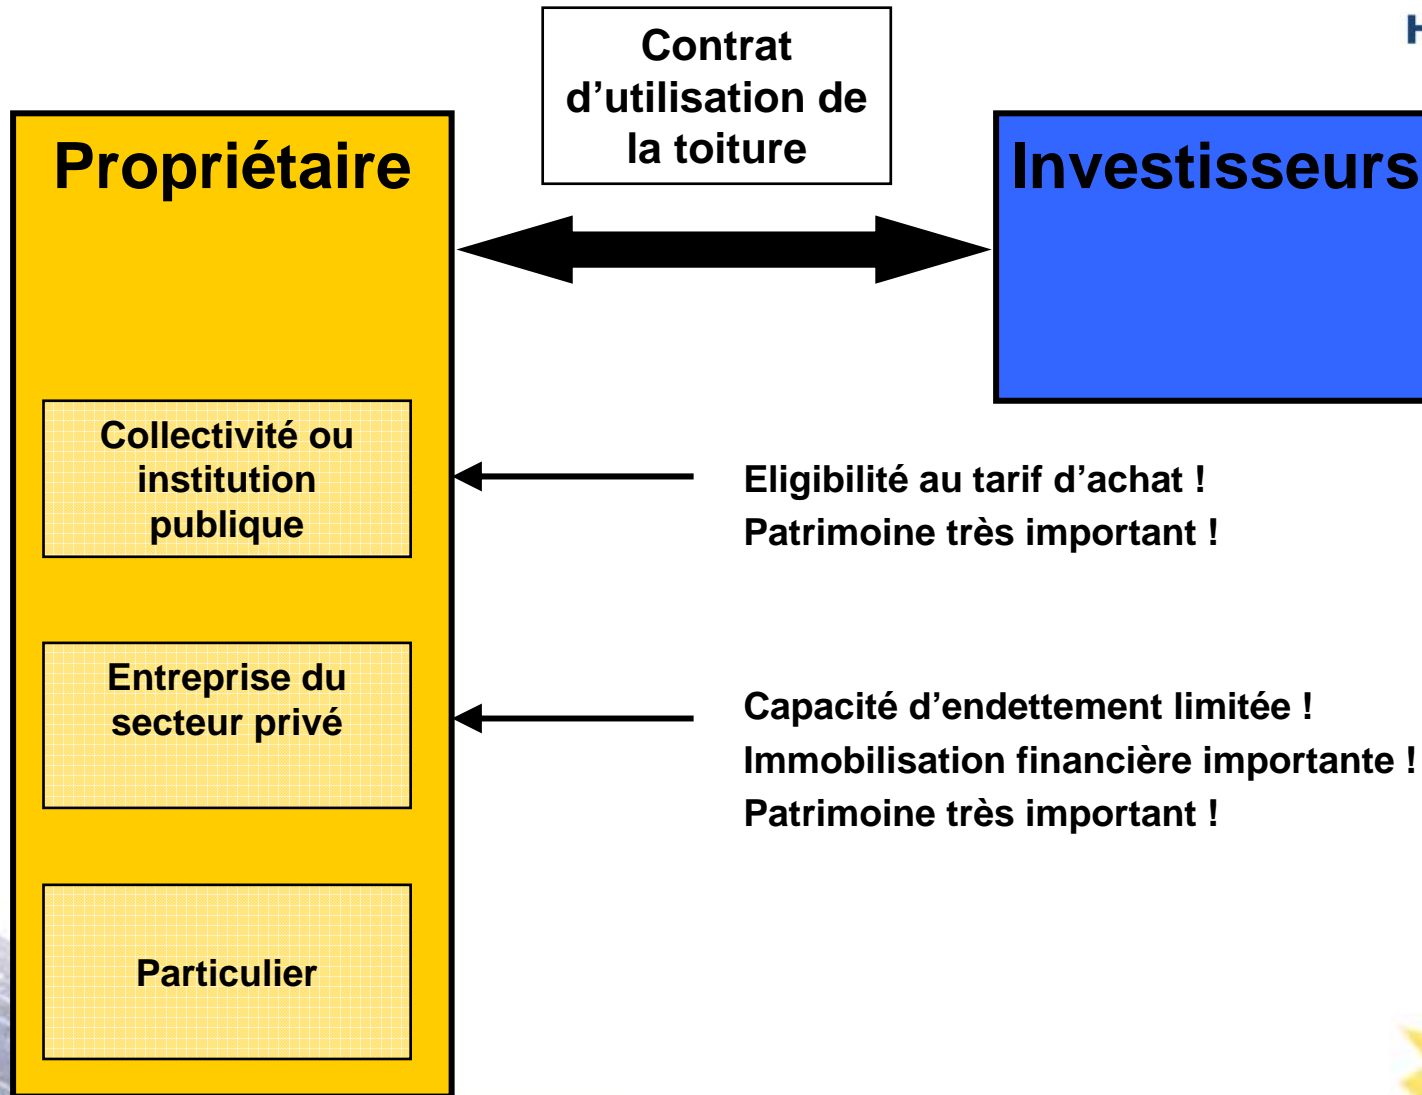 Contrat
d’utilisation de
la toiture
H
Propriétaire
Investisseurs
Collectivité ou
institution
publique
Eligibilité au tarif d’achat !
Patrimoine très important !
Entreprise du
secteur privé
Capacité d’endettement limitée !
Immobilisation financière importante !
Patrimoine très important !
Particulier